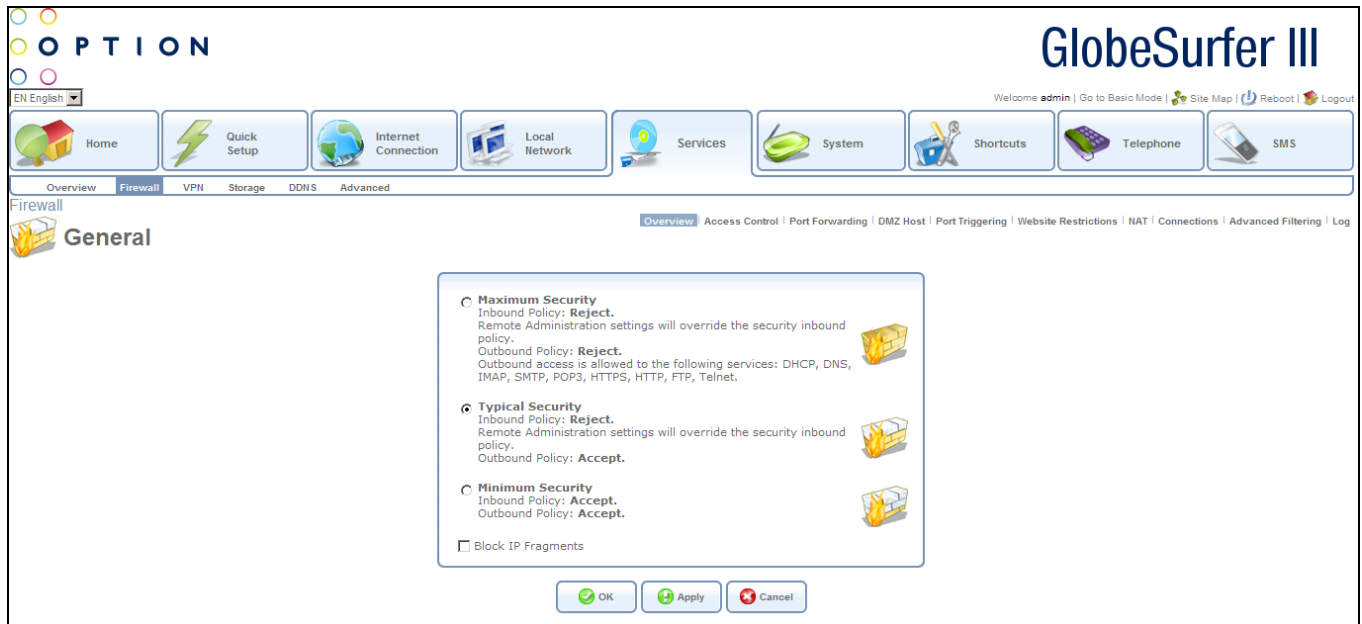 OPTION
GlobeSurfer III
EN English
Welcome admin | Go to Basic Mode | Site Map | Reboot | Logout
Home
Quick Setup
Internet Connection
Local Network
Services
System
Shortcuts
Telephone
SMS
Overview Firewall VPN Storage DDNS Advanced
Firewall
General
Overview | Access Control | Port Forwarding | DMZ Host | Port Triggering | Website Restrictions | NAT | Connections | Advanced Filtering | Log
Maximum Security
Inbound Policy: Reject.
Remote Administration settings will override the security inbound
policy.
Outbound Policy: Reject.
Outbound access is allowed to the following services: DHCP, DNS,
IMAP, SMTP, POP3, HTTPS, HTTP, FTP, Telnet.
Typical Security
Inbound Policy: Reject.
Remote Administration settings will override the security inbound
policy.
Outbound Policy: Accept.
Minimum Security
Inbound Policy: Accept.
Outbound Policy: Accept.
Block IP Fragments
OK
Apply
Cancel